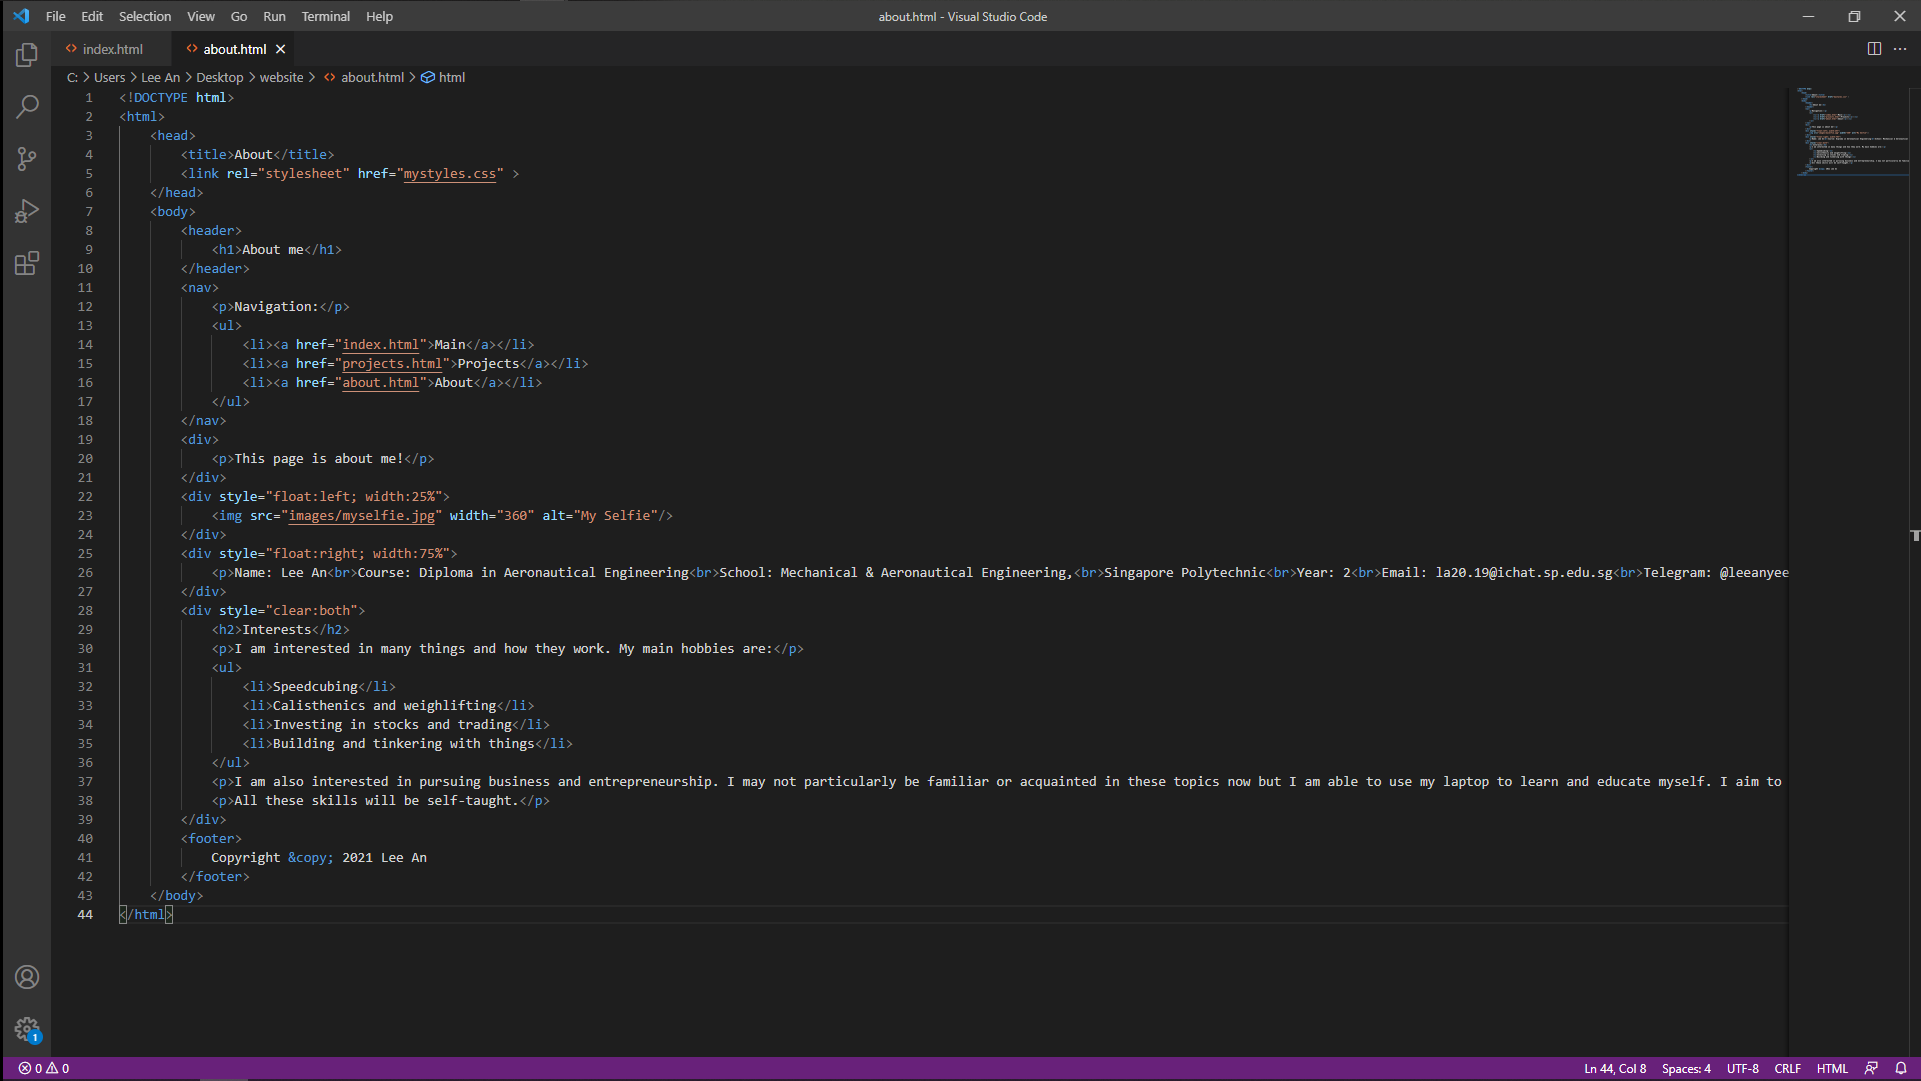 File Edit Selection View Go Run Terminal Help
about.html - Visual Studio Code
index.html about.html
C: > Users > Lee An > Desktop > website > about.html > html
1 <!DOCTYPE html>
2 <html>
3 <head>
4 <title>About</title>
5 <link rel="stylesheet" href="mystyles.css" >
6 </head>
7 <body>
8 <header>
9 <h1>About me</h1>
10 </header>
11 <nav>
12 <p>Navigation:</p>
13 <ul>
14 <li><a href="index.html">Main</a></li>
15 <li><a href="projects.html">Projects</a></li>
16 <li><a href="about.html">About</a></li>
17 </ul>
18 </nav>
19 <div>
20 <p>This page is about me!</p>
21 </div>
22 <div style="float:left; width:25%">
23 <img src="images/myselfie.jpg" width="360" alt="My Selfie"/>
24 </div>
25 <div style="float:right; width:75%">
26 <p>Name: Lee An<br>Course: Diploma in Aeronautical Engineering<br>School: Mechanical & Aeronautical Engineering,<br>Singapore Polytechnic<br>Year: 2<br>Email: la20.19@ichat.sp.edu.sg<br>Telegram: @leeanyee
27 </div>
28 <div style="clear:both">
29 <h2>Interests</h2>
30 <p>I am interested in many things and how they work. My main hobbies are:</p>
31 <ul>
32 <li>Speedcubing</li>
33 <li>Calisthenics and weighlifting</li>
34 <li>Investing in stocks and trading</li>
35 <li>Building and tinkering with things</li>
36 </ul>
37 <p>I am also interested in pursuing business and entrepreneurship. I may not particularly be familiar or acquainted in these topics now but I am able to use my laptop to learn and educate myself. I aim to
38 <p>All these skills will be self-taught.</p>
39 </div>
40 <footer>
41 Copyright &copy; 2021 Lee An
42 </footer>
43 </body>
44 </html>
1
0 0
Ln 44, Col 8 Spaces: 4 UTF-8 CRLF HTML